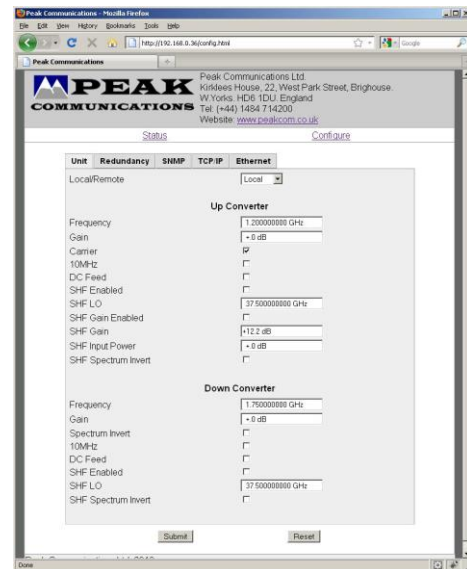 Peak Communications - Mozilla Firefox
File Edit View History Bookmarks Tools Help
http://192.168.0.36/config.html
Google
Peak Communications
PEAK
COMMUNICATIONS
Peak Communications Ltd.
Kirklees House, 22, West Park Street, Brighouse.
W.Yorks. HD6 1DU. England
Tel: (+44) 1484 714200
Website: www.peakcom.co.uk
Status Configure
Unit Redundancy SNMP TCP/IP Ethernet
Local/Remote Local
Up Converter
Frequency 1.200000000 GHz
Gain +.0 dB
Carrier
10MHz
DC Feed
SHF Enabled
SHF LO 37.500000000 GHz
SHF Gain Enabled
SHF Gain +12.2 dB
SHF Input Power +.0 dB
SHF Spectrum Invert
Down Converter
Frequency 1.750000000 GHz
Gain +.0 dB
Spectrum Invert
10MHz
DC Feed
SHF Enabled
SHF LO 37.500000000 GHz
SHF Spectrum Invert
Submit Reset
Done